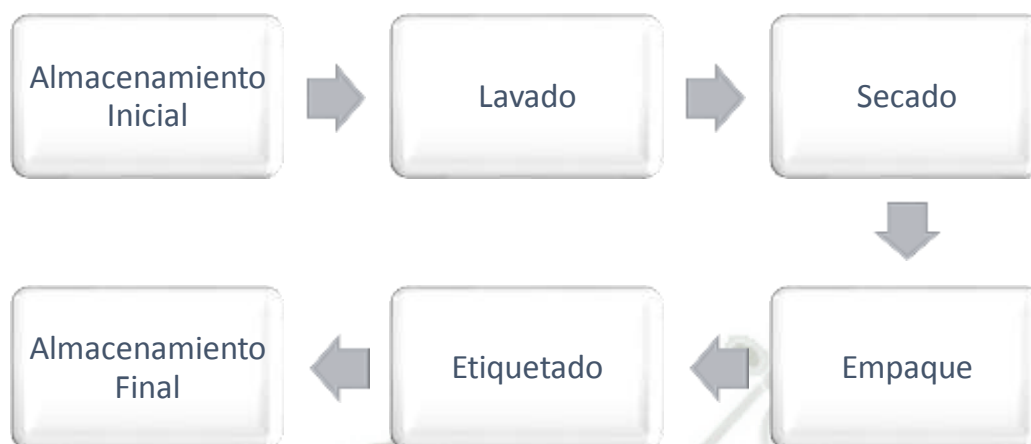 Almacenamiento
Inicial
Lavado
Secado
Empaque
Etiquetado
Almacenamiento
Final